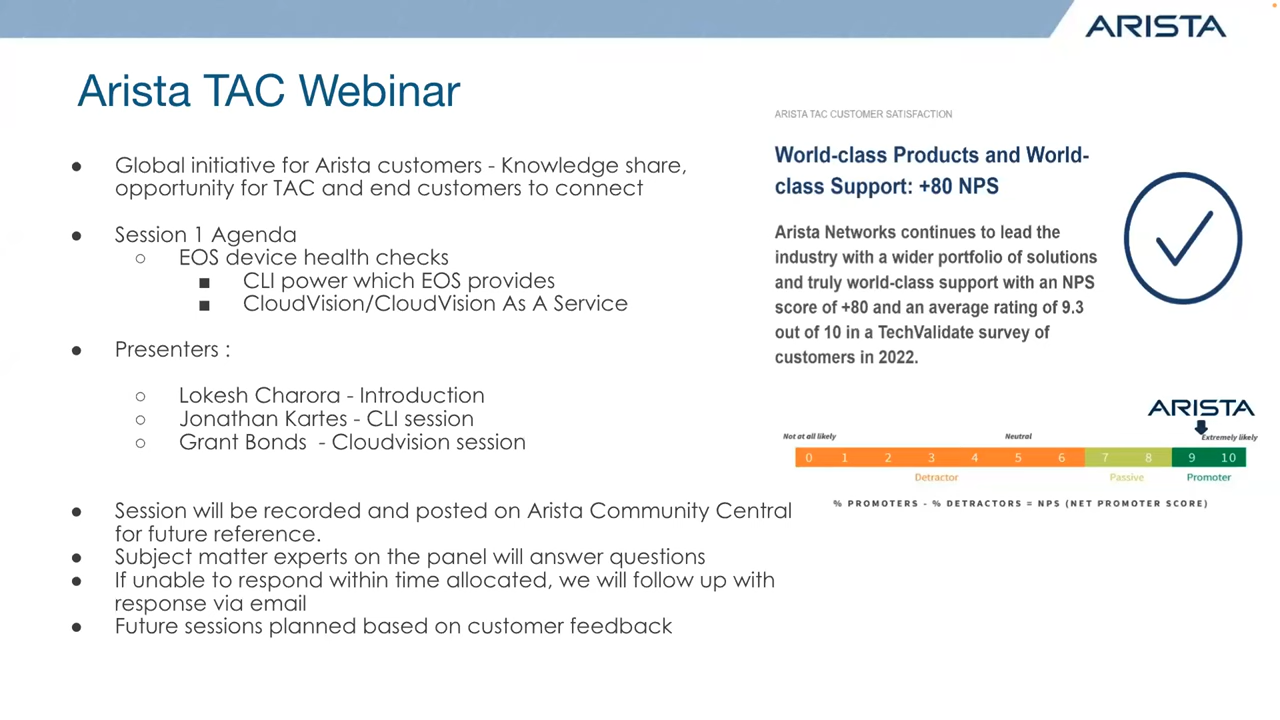 ARISTA
Arista TAC Webinar
● Global initiative for Arista customers - Knowledge share,
opportunity for TAC and end customers to connect
● Session 1 Agenda
○ EOS device health checks
■ CLI power which EOS provides
■ CloudVision/CloudVision As A Service
● Presenters :
○ Lokesh Charora - Introduction
○ Jonathan Kartes - CLI session
○ Grant Bonds - Cloudvision session
● Session will be recorded and posted on Arista Community Central
for future reference.
● Subject matter experts on the panel will answer questions
● If unable to respond within time allocated, we will follow up with
response via email
● Future sessions planned based on customer feedback
ARISTA TAC CUSTOMER SATISFACTION
World-class Products and World-
class Support: +80 NPS
Arista Networks continues to lead the
industry with a wider portfolio of solutions
and truly world-class support with an NPS
score of +80 and an average rating of 9.3
out of 10 in a TechValidate survey of
customers in 2022.
ARISTA
Not at all likely Neutral Extremely likely
0 1 2 3 4 5 6 7 8 9 10
Detractor Passive Promoter
% PROMOTERS - % DETRACTORS = NPS (NET PROMOTER SCORE)